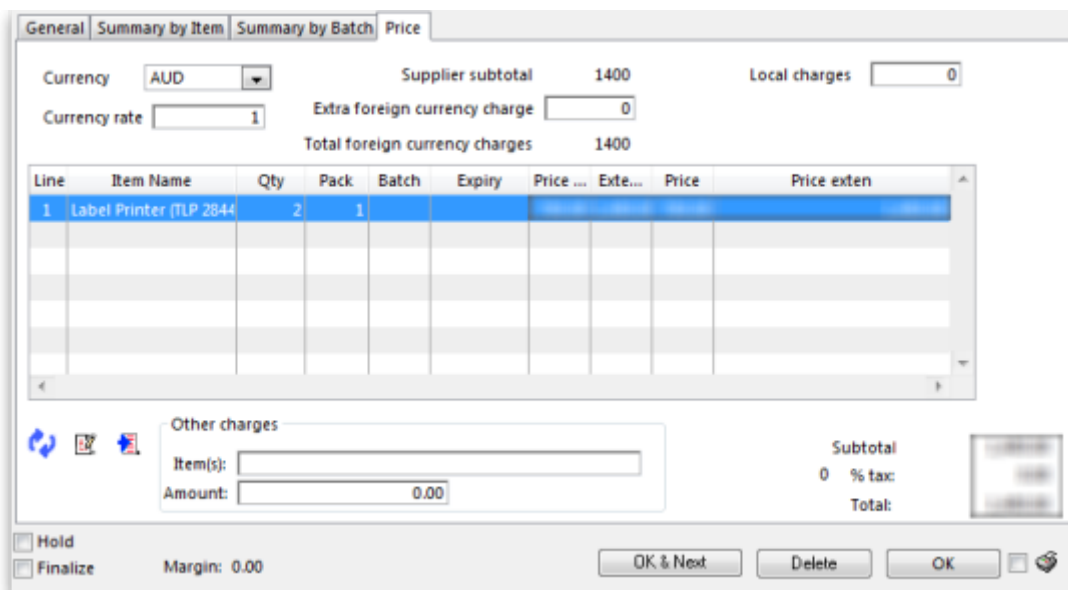 General Summary by Item Summary by Batch Price
Currency AUD Supplier subtotal 1400 Local charges 0
Currency rate 1 Extra foreign currency charge 0
Total foreign currency charges 1400
Line Item Name Qty Pack Batch Expiry Price ... Exte... Price Price exten
1 Label Printer (TLP 2844 2 1
Other charges
Item(s):
Amount: 0.00
Subtotal
0 % tax:
Total:
Hold
Finalize Margin: 0.00 OK & Next Delete OK